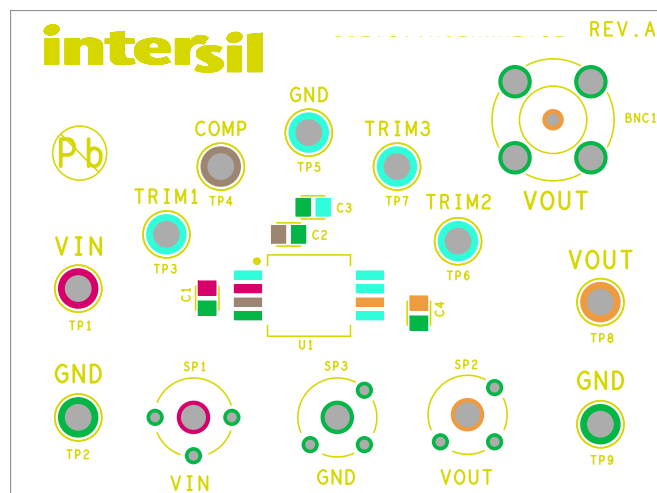 intersil
REV.A
GND
TP5
COMP
TP4
TRIM3
TP7
BNC1
VOUT
Pb
TRIM1
TP3
C3
C2
TRIM2
TP6
VIN
TP1
C1
U1
C4
VOUT
TP8
GND
TP2
SP1
VIN
SP3
GND
SP2
VOUT
GND
TP9